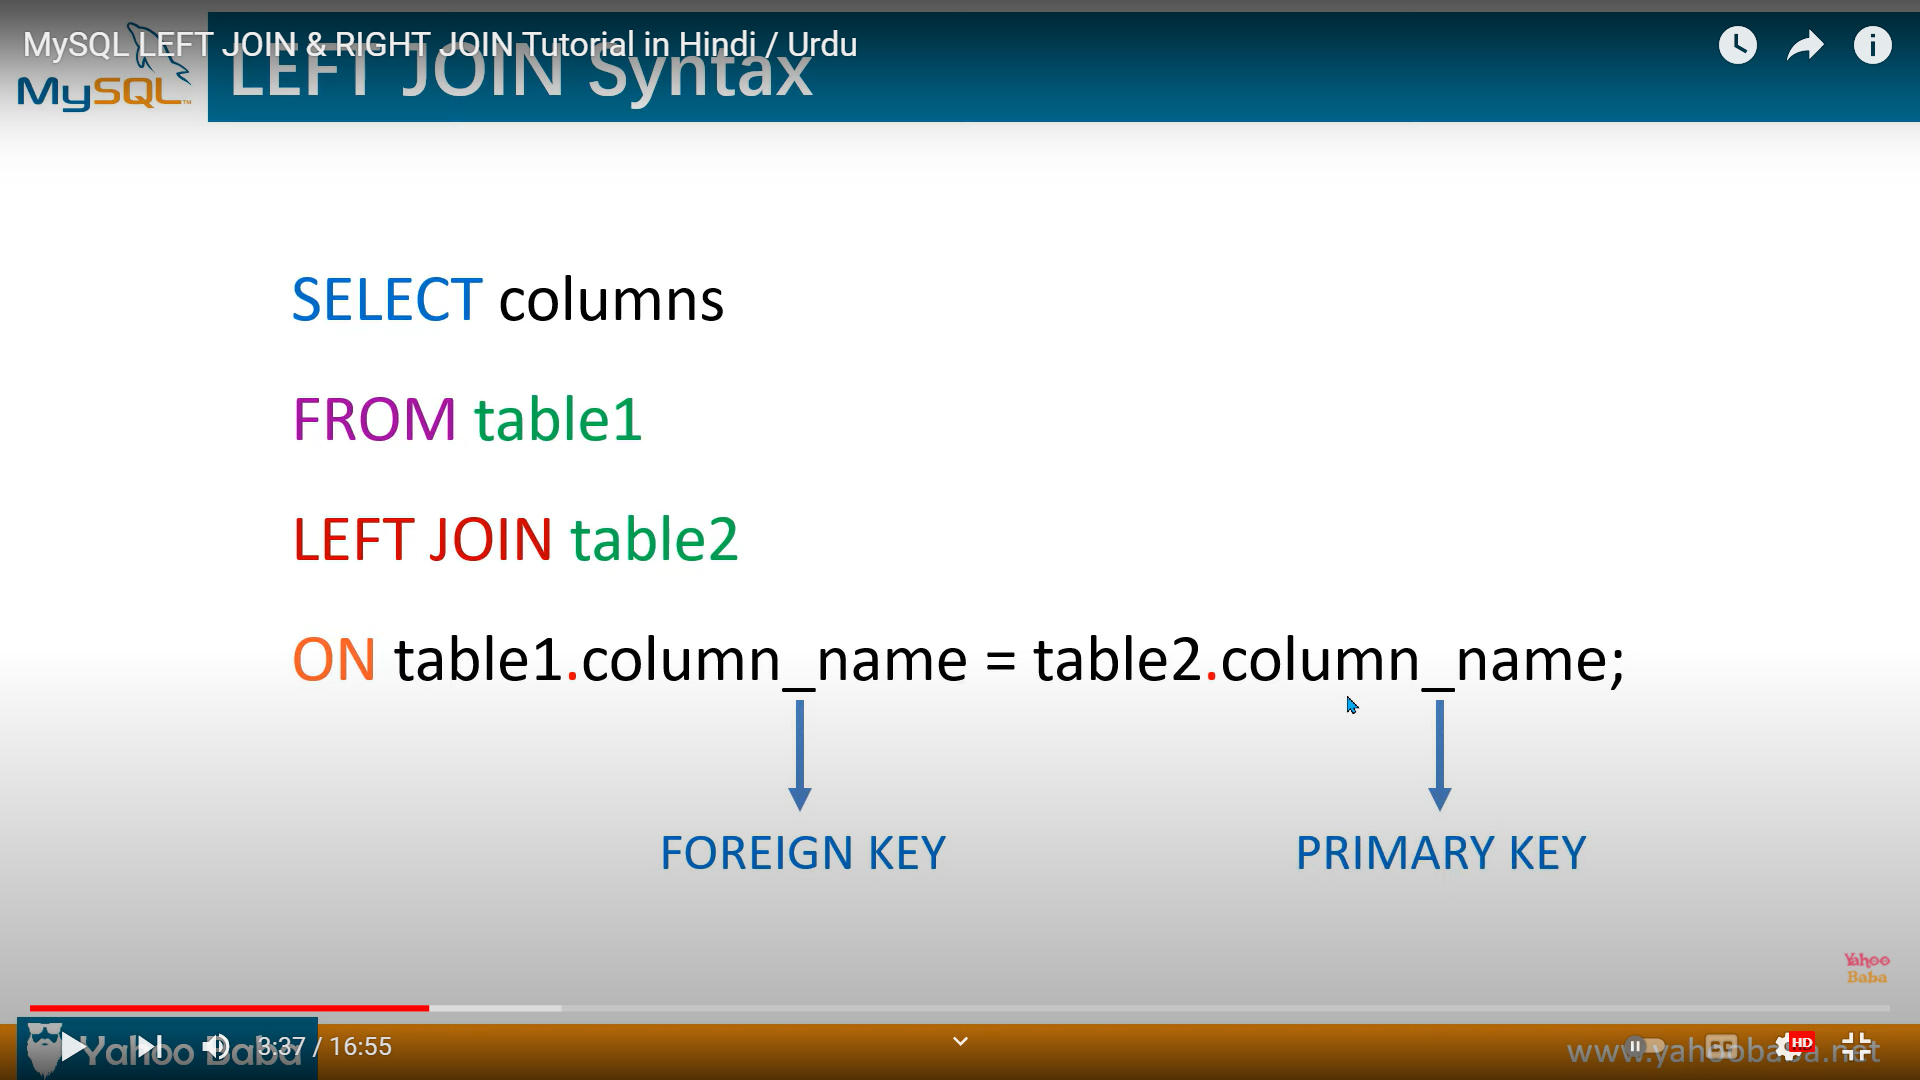 MySQL LEFT JOIN & RIGHT JOIN Tutorial in Hindi / Urdu
MySQL™
LEFT JOIN Syntax
SELECT columns
FROM table1
LEFT JOIN table2
ON table1.column_name = table2.column_name;
FOREIGN KEY
PRIMARY KEY
Yahoo
Baba
Yahoo Baba
3:37 / 16:55
CC
HD
www.yahoobaba.net